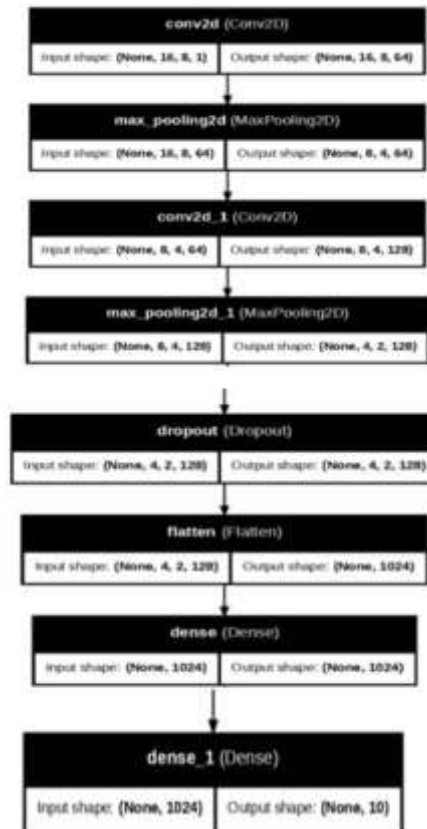 conv2d (Conv2D)
Input shape: (None, 16, 8, 1) Output shape: (None, 16, 8, 64)
max_pooling2d (MaxPooling2D)
Input shape: (None, 16, 8, 64) Output shape: (None, 8, 4, 64)
conv2d_1 (Conv2D)
Input shape: (None, 8, 4, 64) Output shape: (None, 8, 4, 128)
max_pooling2d_1 (MaxPooling2D)
Input shape: (None, 8, 4, 128) Output shape: (None, 4, 2, 128)
dropout (Dropout)
Input shape: (None, 4, 2, 128) Output shape: (None, 4, 2, 128)
flatten (Flatten)
Input shape: (None, 4, 2, 128) Output shape: (None, 1024)
dense (Dense)
Input shape: (None, 1024) Output shape: (None, 1024)
dense_1 (Dense)
Input shape: (None, 1024) Output shape: (None, 10)